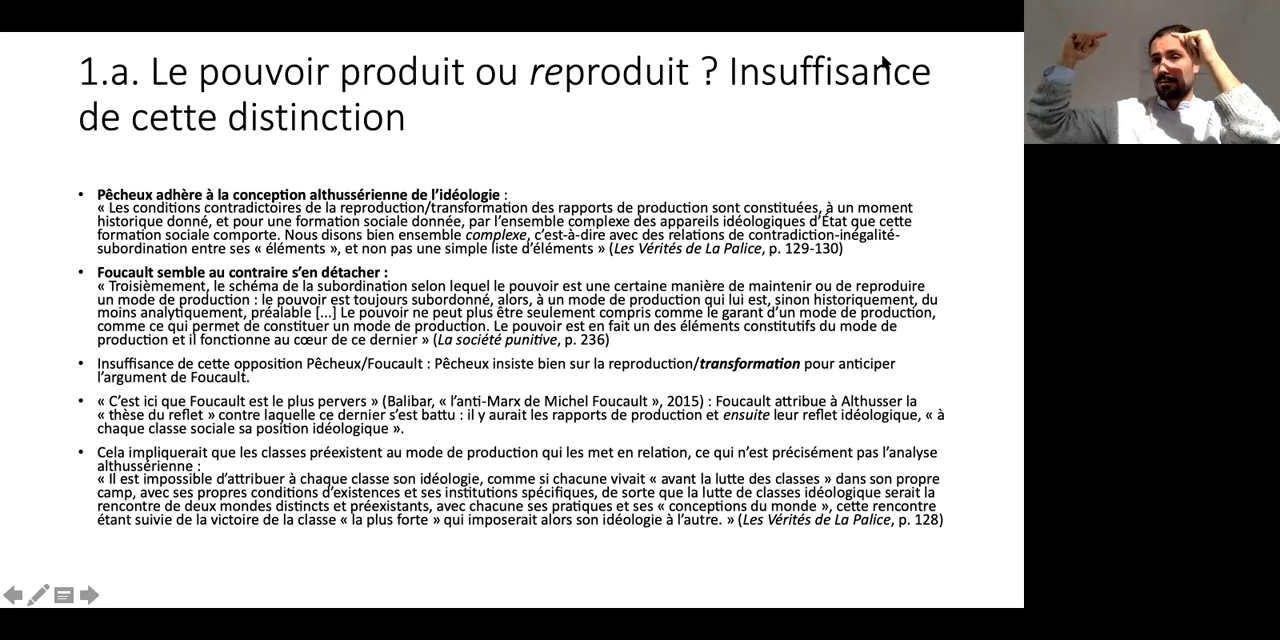 1.a. Le pouvoir produit ou reproduit ? Insuffisance
de cette distinction
• Pêcheux adhère à la conception althussérienne de l'idéologie :
« Les conditions contradictoires de la reproduction/transformation des rapports de production sont constituées, à un moment
historique donné, et pour une formation sociale donnée, par l'ensemble complexe des appareils idéologiques d'État que cette
formation sociale comporte. Nous disons bien ensemble complexe, c'est-à-dire avec des relations de contradiction-inégalité-
subordination entre ses « éléments », et non pas une simple liste d'éléments » (Les Vérités de La Palice, p. 129-130)
• Foucault semble au contraire s'en détacher :
« Troisièmement, le schéma de la subordination selon lequel le pouvoir est une certaine manière de maintenir ou de reproduire
un mode de production : le pouvoir est toujours subordonné, alors, à un mode de production qui lui est, sinon historiquement, du
moins analytiquement, préalable [...] Le pouvoir ne peut plus être seulement compris comme le garant d'un mode de production,
comme ce qui permet de constituer un mode de production. Le pouvoir est en fait un des éléments constitutifs du mode de
production et il fonctionne au cœur de ce dernier » (La société punitive, p. 236)
• Insuffisance de cette opposition Pêcheux/Foucault : Pêcheux insiste bien sur la reproduction/transformation pour anticiper
l'argument de Foucault.
• « C'est ici que Foucault est le plus pervers » (Balibar, « l'anti-Marx de Michel Foucault », 2015) : Foucault attribue à Althusser la
« thèse du reflet » contre laquelle ce dernier s'est battu : il y aurait les rapports de production et ensuite leur reflet idéologique, « à
chaque classe sociale sa position idéologique ».
• Cela impliquerait que les classes préexistent au mode de production qui les met en relation, ce qui n'est précisément pas l'analyse
althussérienne :
« Il est impossible d'attribuer à chaque classe son idéologie, comme si chacune vivait « avant la lutte des classes » dans son propre
camp, avec ses propres conditions d'existences et ses institutions spécifiques, de sorte que la lutte de classes idéologique serait la
rencontre de deux mondes distincts et préexistants, avec chacune ses pratiques et ses « conceptions du monde », cette rencontre
étant suivie de la victoire de la classe « la plus forte » qui imposerait alors son idéologie à l'autre. » (Les Vérités de La Palice, p. 128)